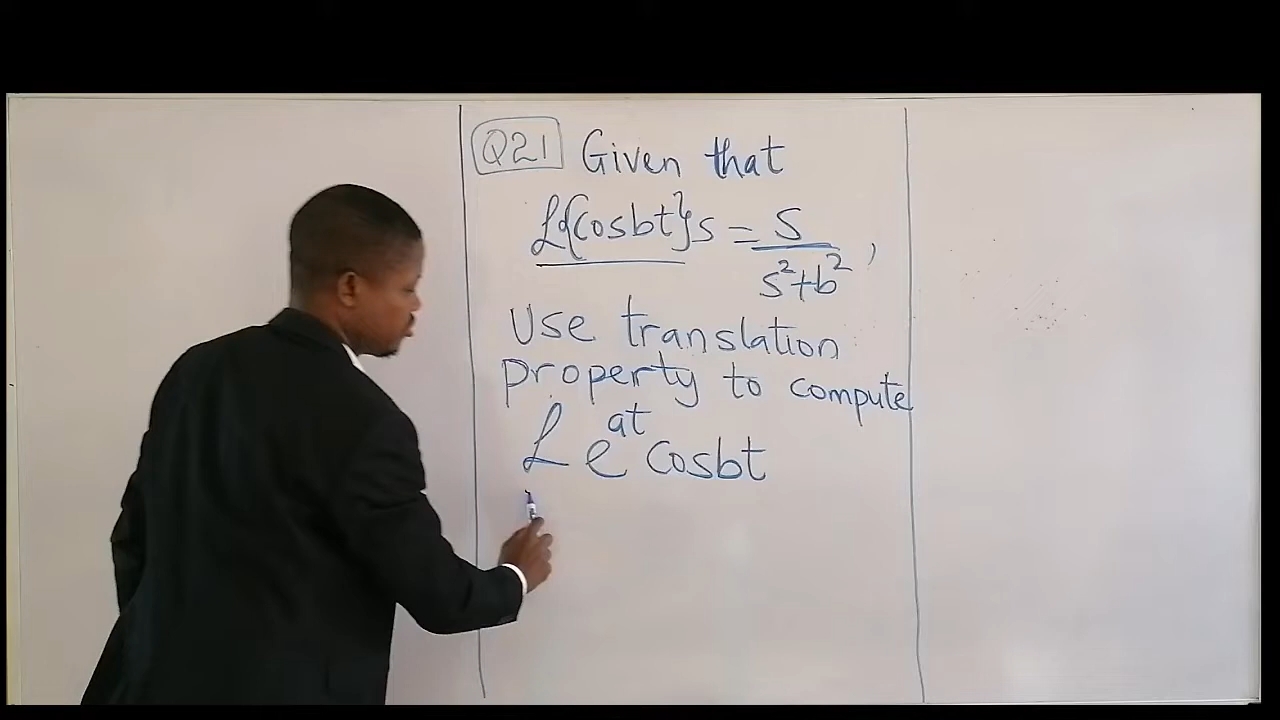 Q21 Given that
ℒ{cosbt}s = s/(s²+b²),
Use translation
property to compute
ℒ e^at cosbt